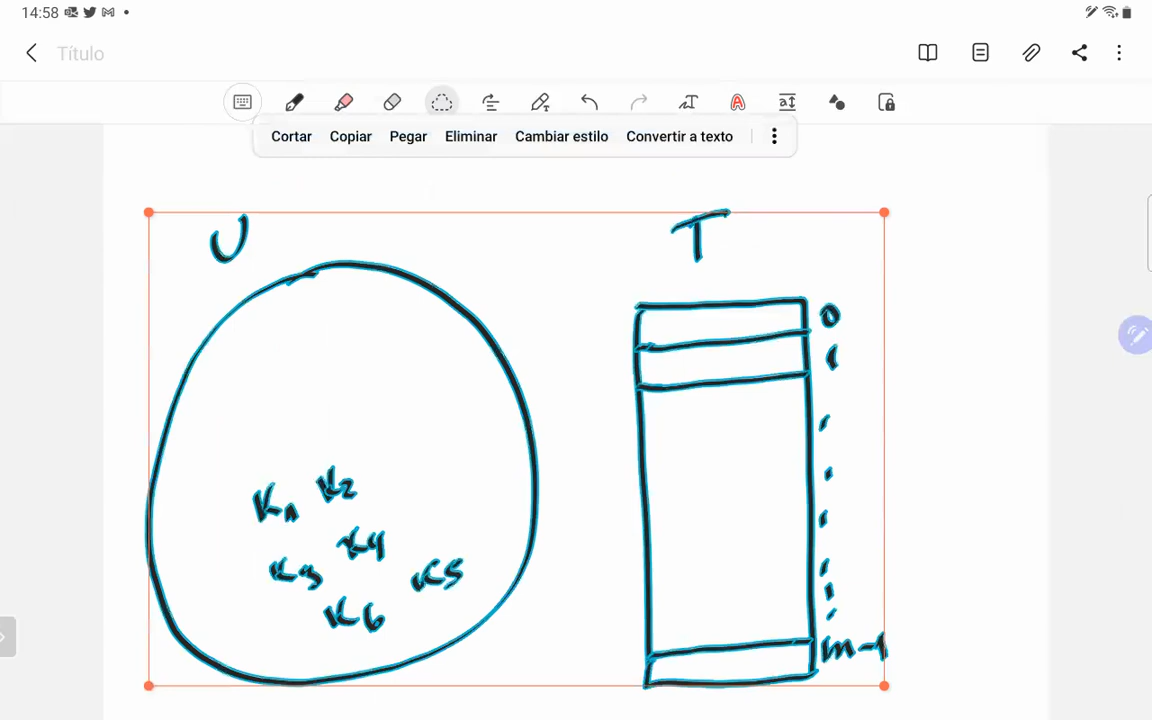 14:58
Título
Cortar Copiar Pegar Eliminar Cambiar estilo Convertir a texto
U T
0
1
K1 K2
K4
K3 K5
K6
m-1